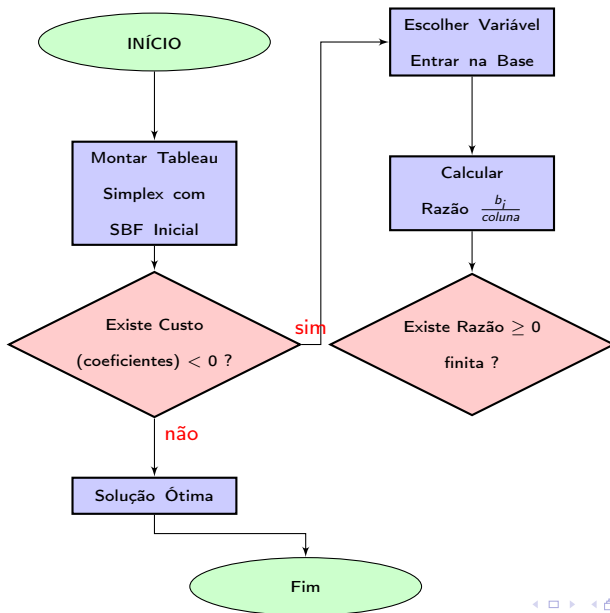 INÍCIO
Montar Tableau
Simplex com
SBF Inicial
Existe Custo
(coeficientes) < 0 ?
sim
não
Solução Ótima
Fim
Escolher Variável
Entrar na Base
Calcular
Razão b_i/coluna
Existe Razão ≥ 0
finita ?